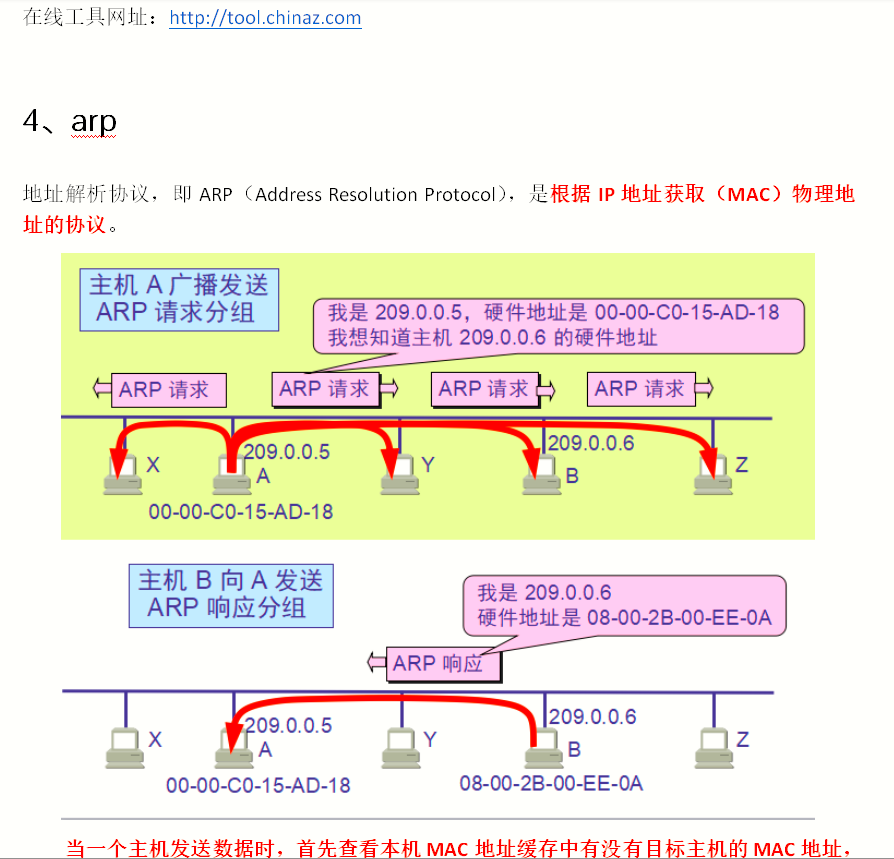 在线工具网址：http://tool.chinaz.com
4、arp
地址解析协议，即 ARP（Address Resolution Protocol），是根据 IP 地址获取（MAC）物理地
址的协议。
主机 A 广播发送
ARP 请求分组
我是 209.0.0.5，硬件地址是 00-00-C0-15-AD-18
我想知道主机 209.0.0.6 的硬件地址
ARP 请求
ARP 请求
ARP 请求
ARP 请求
209.0.0.5
209.0.0.6
X
A
Y
B
Z
00-00-C0-15-AD-18
主机 B 向 A 发送
ARP 响应分组
我是 209.0.0.6
硬件地址是 08-00-2B-00-EE-0A
ARP 响应
209.0.0.5
209.0.0.6
X
A
Y
B
Z
00-00-C0-15-AD-18
08-00-2B-00-EE-0A
当一个主机发送数据时，首先查看本机 MAC 地址缓存中有没有目标主机的 MAC 地址，